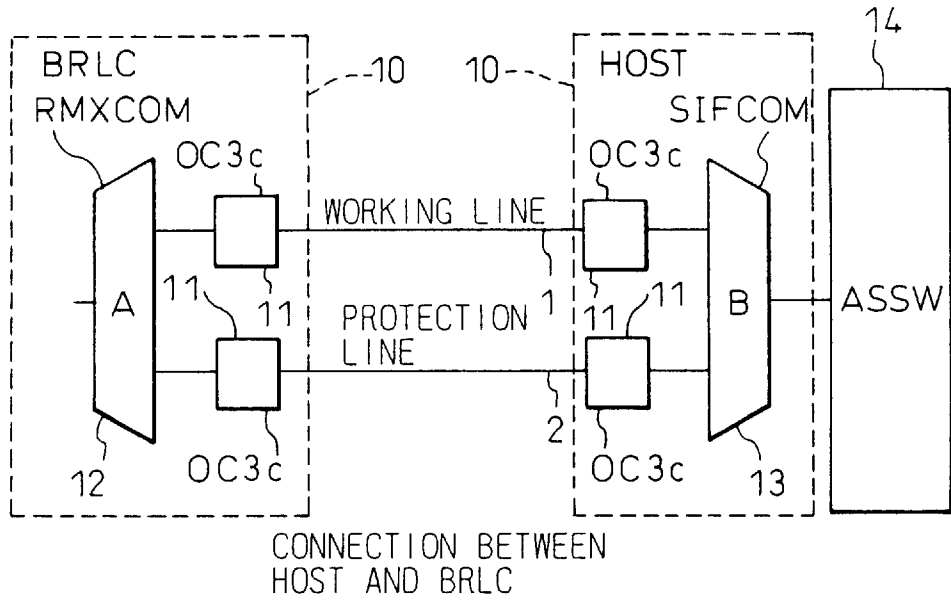 14
BRLC
10
10
HOST
RMXCOM
SIFCOM
OC3c
OC3c
WORKING LINE
11
1
11
A
11
PROTECTION
LINE
11
B
ASSW
12
OC3c
2
OC3c
13
CONNECTION BETWEEN
HOST AND BRLC